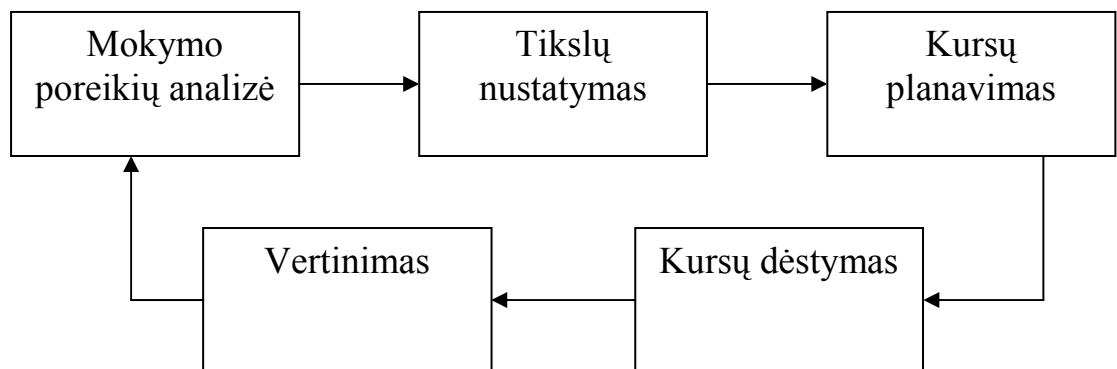 Mokymo
poreikių analizė
Tikslų
nustatymas
Kursų
planavimas
Vertinimas
Kursų dėstymas